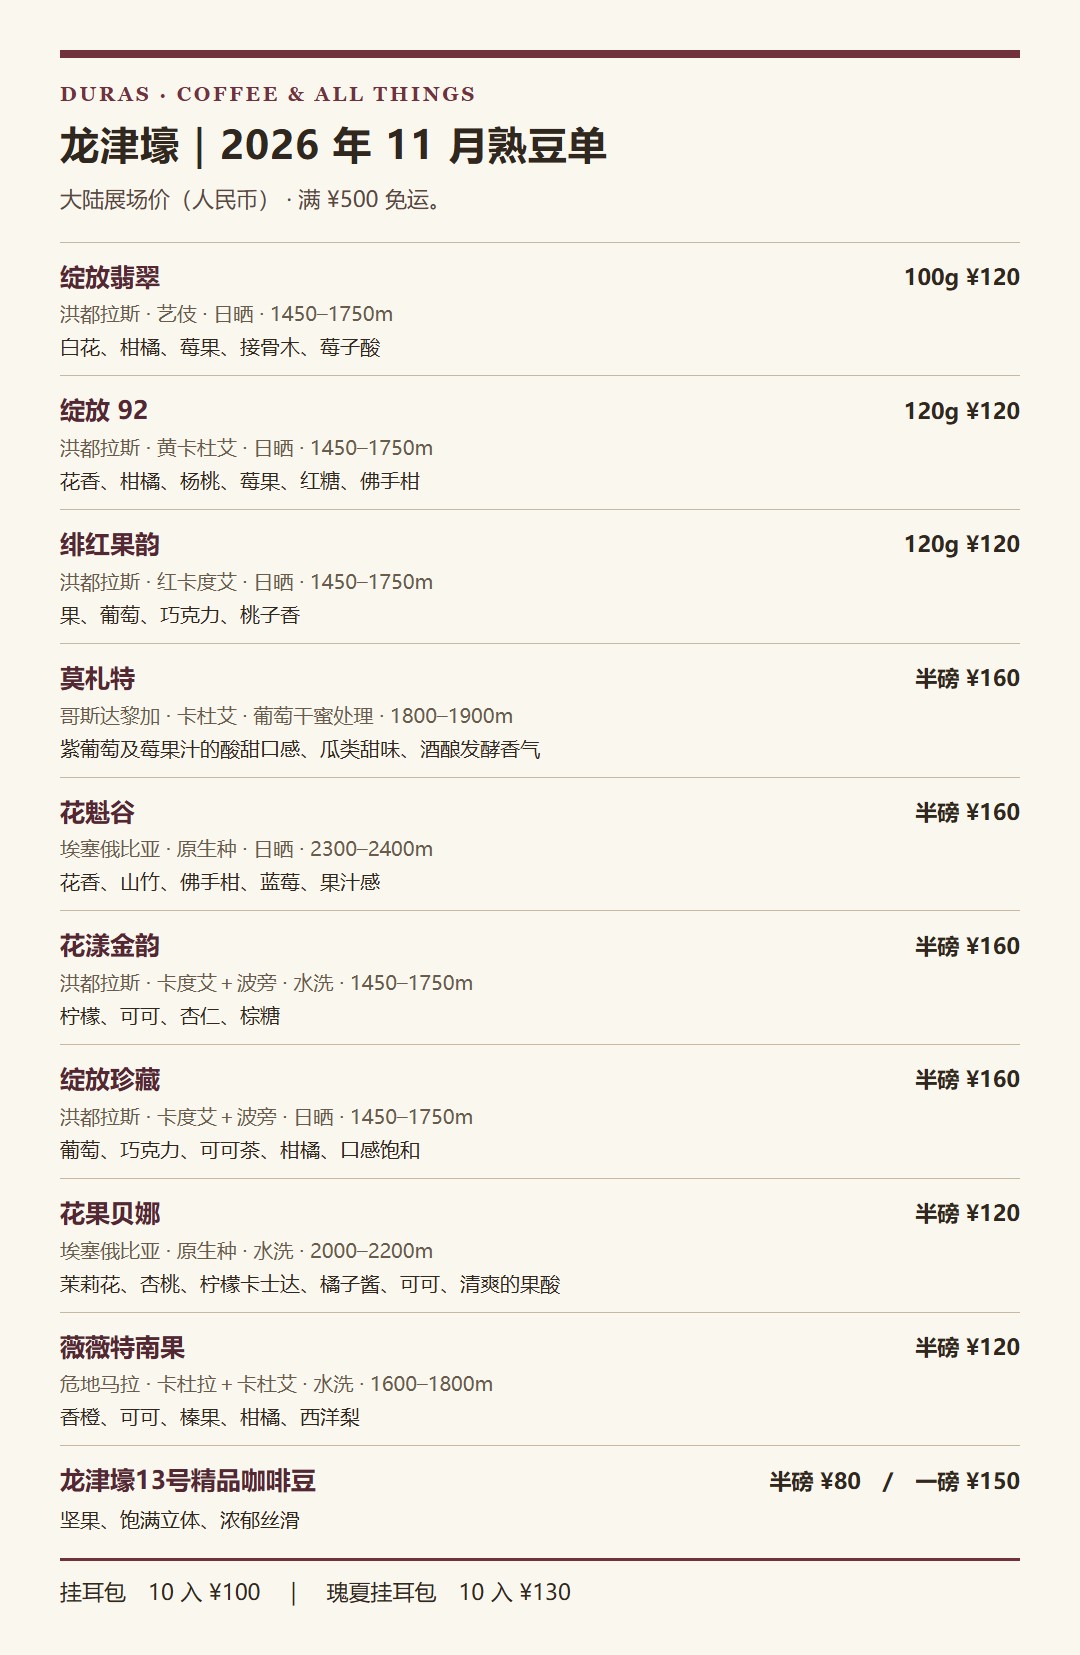 DURAS · COFFEE & ALL THINGS
龙津壕｜2026 年 11 月熟豆单
大陆展场价（人民币） · 满 ¥500 免运。
绽放翡翠 100g ¥120
洪都拉斯 · 艺伎 · 日晒 · 1450–1750m
白花、柑橘、莓果、接骨木、莓子酸
绽放 92 120g ¥120
洪都拉斯 · 黄卡杜艾 · 日晒 · 1450–1750m
花香、柑橘、杨桃、莓果、红糖、佛手柑
绯红果韵 120g ¥120
洪都拉斯 · 红卡度艾 · 日晒 · 1450–1750m
果、葡萄、巧克力、桃子香
莫札特 半磅 ¥160
哥斯达黎加 · 卡杜艾 · 葡萄干蜜处理 · 1800–1900m
紫葡萄及莓果汁的酸甜口感、瓜类甜味、酒酿发酵香气
花魁谷 半磅 ¥160
埃塞俄比亚 · 原生种 · 日晒 · 2300–2400m
花香、山竹、佛手柑、蓝莓、果汁感
花漾金韵 半磅 ¥160
洪都拉斯 · 卡度艾 + 波旁 · 水洗 · 1450–1750m
柠檬、可可、杏仁、棕糖
绽放珍藏 半磅 ¥160
洪都拉斯 · 卡度艾 + 波旁 · 日晒 · 1450–1750m
葡萄、巧克力、可可茶、柑橘、口感饱和
花果贝娜 半磅 ¥120
埃塞俄比亚 · 原生种 · 水洗 · 2000–2200m
茉莉花、杏桃、柠檬卡士达、橘子酱、可可、清爽的果酸
薇薇特南果 半磅 ¥120
危地马拉 · 卡杜拉 + 卡杜艾 · 水洗 · 1600–1800m
香橙、可可、榛果、柑橘、西洋梨
龙津壕13号精品咖啡豆 半磅 ¥80 / 一磅 ¥150
坚果、饱满立体、浓郁丝滑
挂耳包 10 入 ¥100 ｜ 瑰夏挂耳包 10 入 ¥130